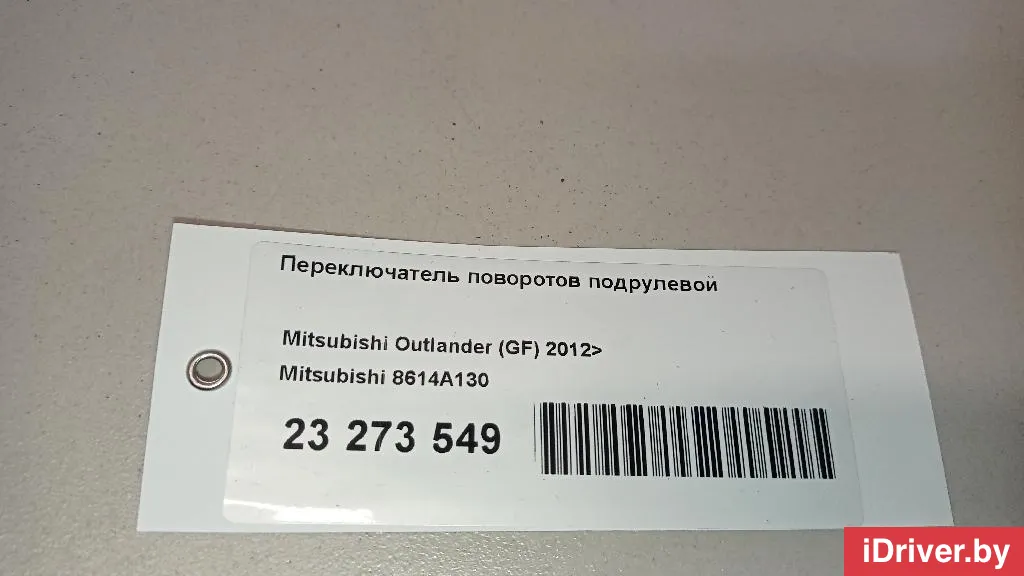 Переключатель поворотов подрулевой
Mitsubishi Outlander (GF) 2012>
Mitsubishi 8614A130
23 273 549
iDriver.by